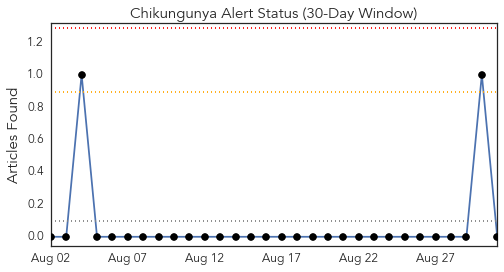 Chikungunya Alert Status (30-Day Window)
Articles Found
1.2
1.0
0.8
0.6
0.4
0.2
0.0
Aug 02 Aug 07 Aug 12 Aug 17 Aug 22 Aug 27